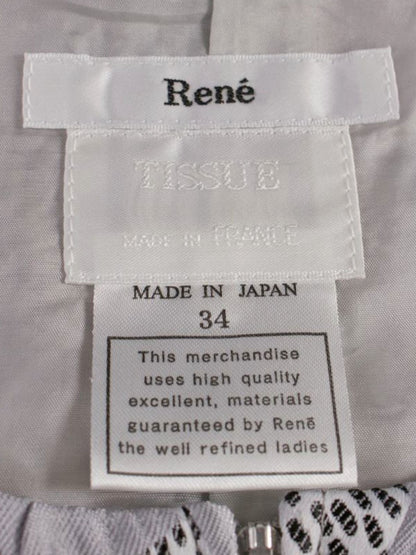 René
TISSUE
MADE IN FRANCE
MADE IN JAPAN
34
This merchandise
uses high quality
excellent, materials
guaranteed by René
the well refined ladies